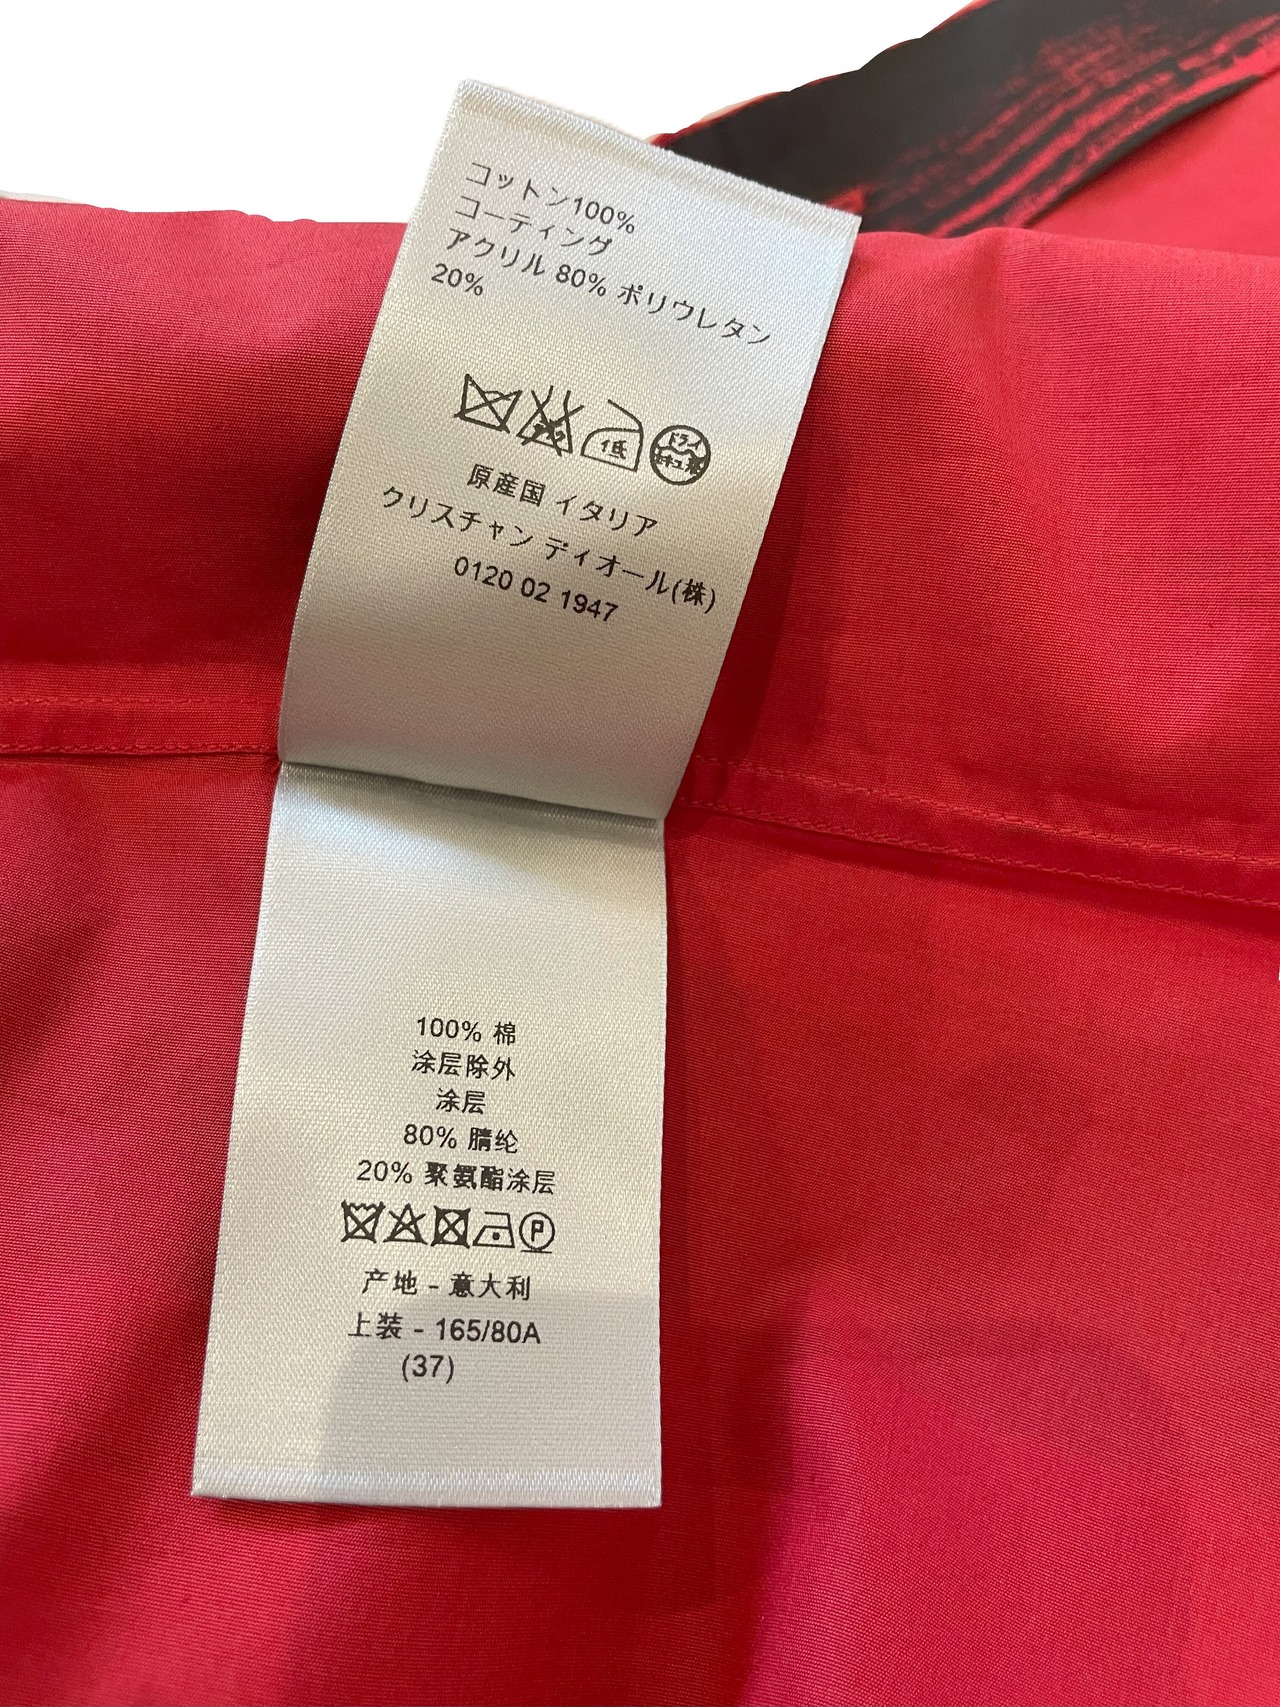 コットン100%
コーティング
アクリル 80% ポリウレタン
20%
原産国 イタリア
クリスチャン ディオール(株)
0120 02 1947
100% 棉
涂层除外
涂层
80% 腈纶
20% 聚氨酯涂层
P
产地 - 意大利
上装 - 165/80A
(37)